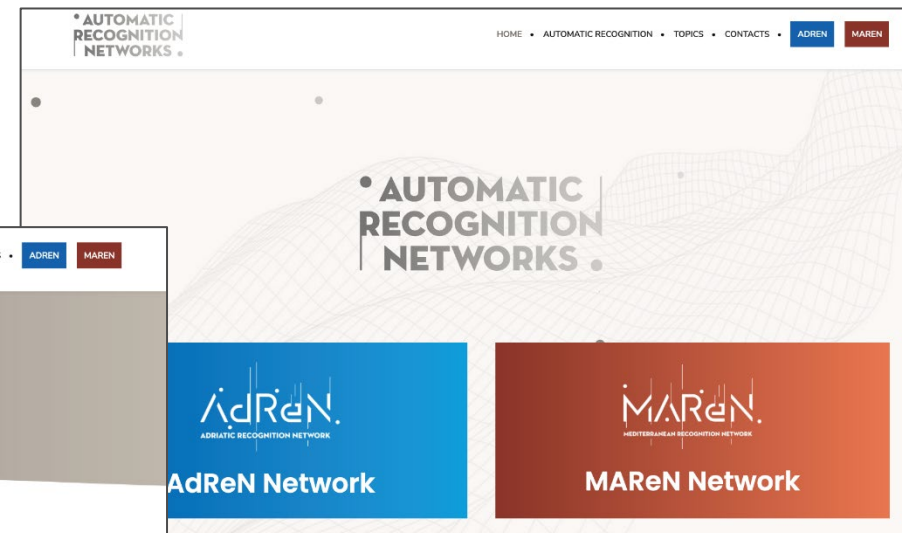 AUTOMATIC
RECOGNITION
NETWORKS
HOME • AUTOMATIC RECOGNITION • TOPICS • CONTACTS • ADREN MAREN
AUTOMATIC
RECOGNITION
NETWORKS
• ADREN MAREN
AdReN
ADRIATIC RECOGNITION NETWORK
AdReN Network
MAReN
MEDITERRANEAN RECOGNITION NETWORK
MAReN Network